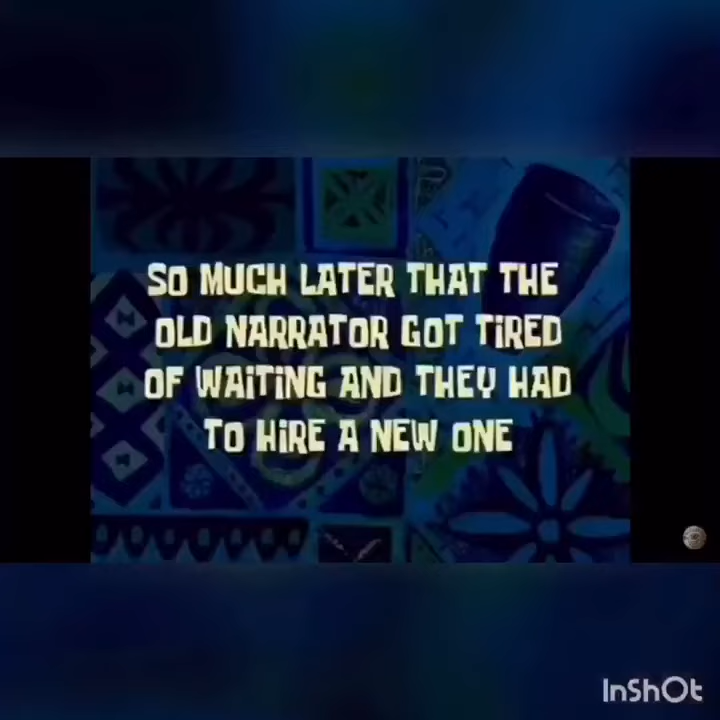 SO MUCH LATER THAT THE
OLD NARRATOR GOT TiRED
OF WAiTiNG AND THEY HAD
TO HiRE A NEW ONE
InShOt